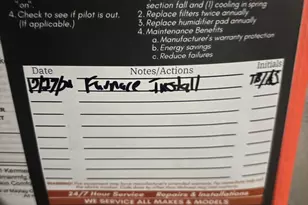 "on".
4. Check to see if pilot is out.
(If applicable.)
section fall and (1) cooling in spring
2. Replace filters twice annually
3. Replace humidifier pad annually
4. Maintenance Benefits
a. Manufacturer's warranty protection
b. Energy savings
c. Reduce failures
Date Notes/Actions Initials
Furnace Install
24/7 Hour Service Repairs & Installations
WE SERVICE ALL MAKES & MODELS